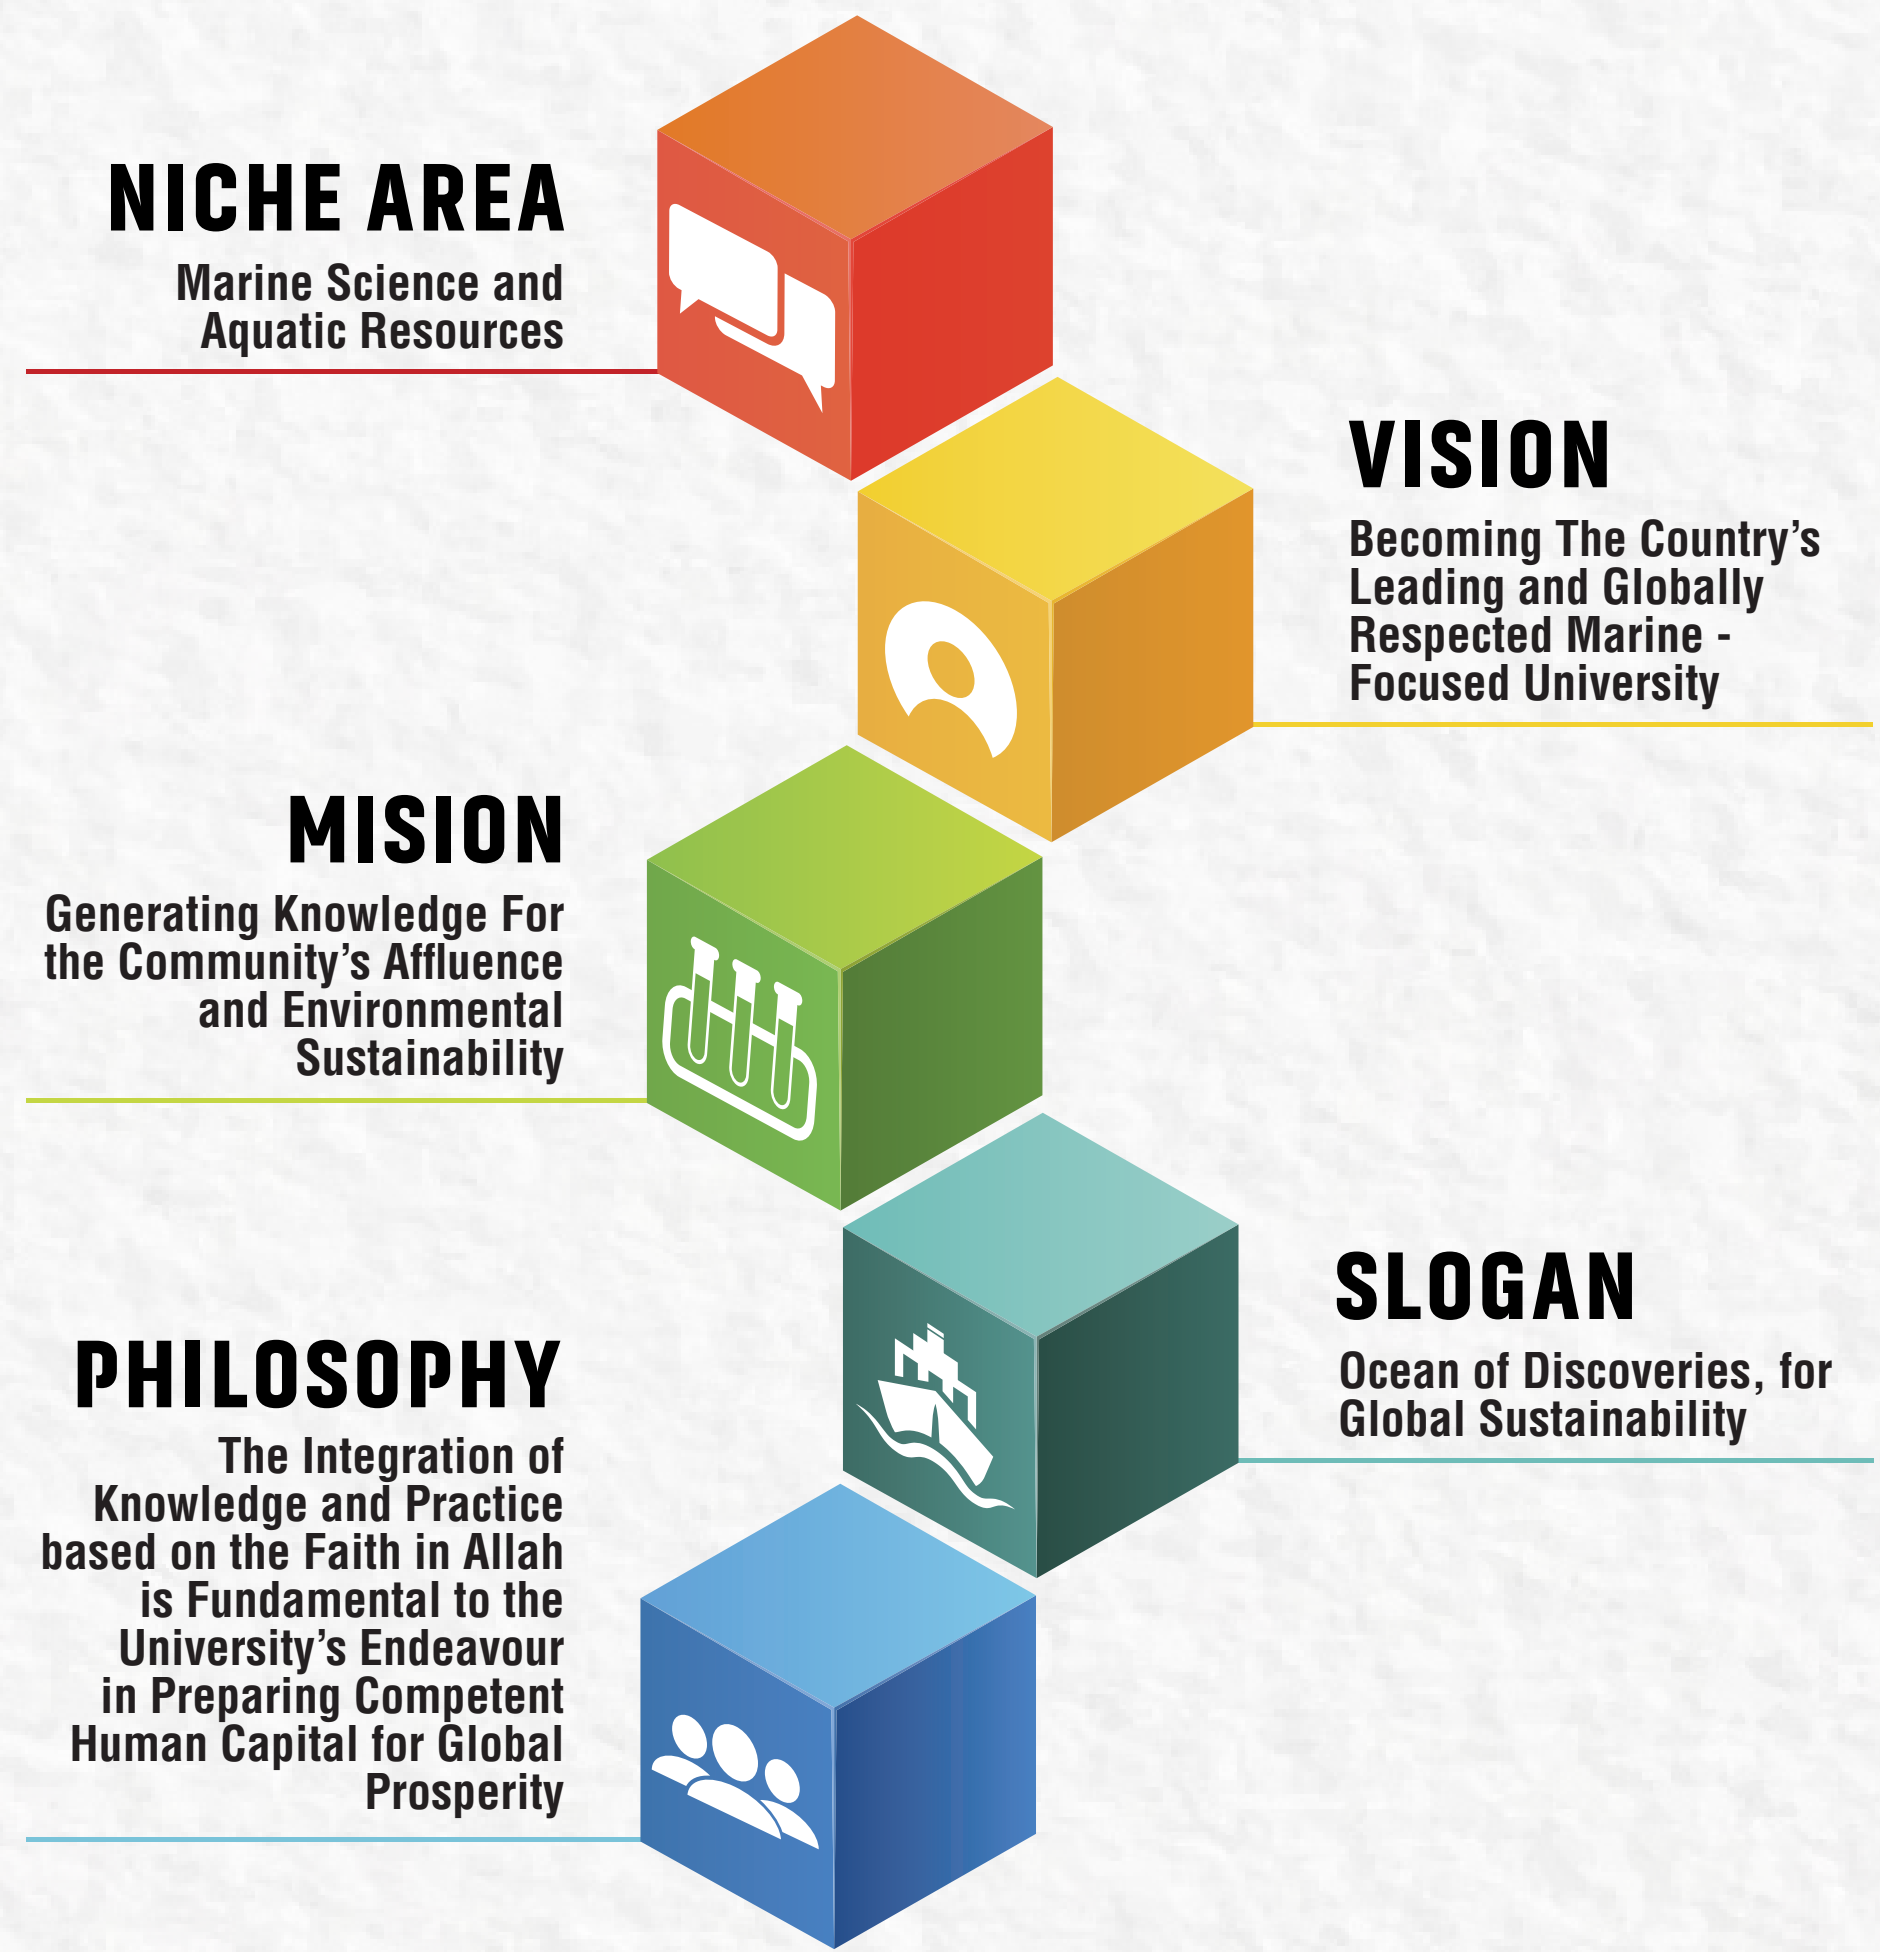 NICHE AREA
Marine Science and
Aquatic Resources
VISION
Becoming The Country’s
Leading and Globally
Respected Marine -
Focused University
MISION
Generating Knowledge For
the Community’s Affluence
and Environmental
Sustainability
SLOGAN
Ocean of Discoveries, for
Global Sustainability
PHILOSOPHY
The Integration of
Knowledge and Practice
based on the Faith in Allah
is Fundamental to the
University’s Endeavour
in Preparing Competent
Human Capital for Global
Prosperity